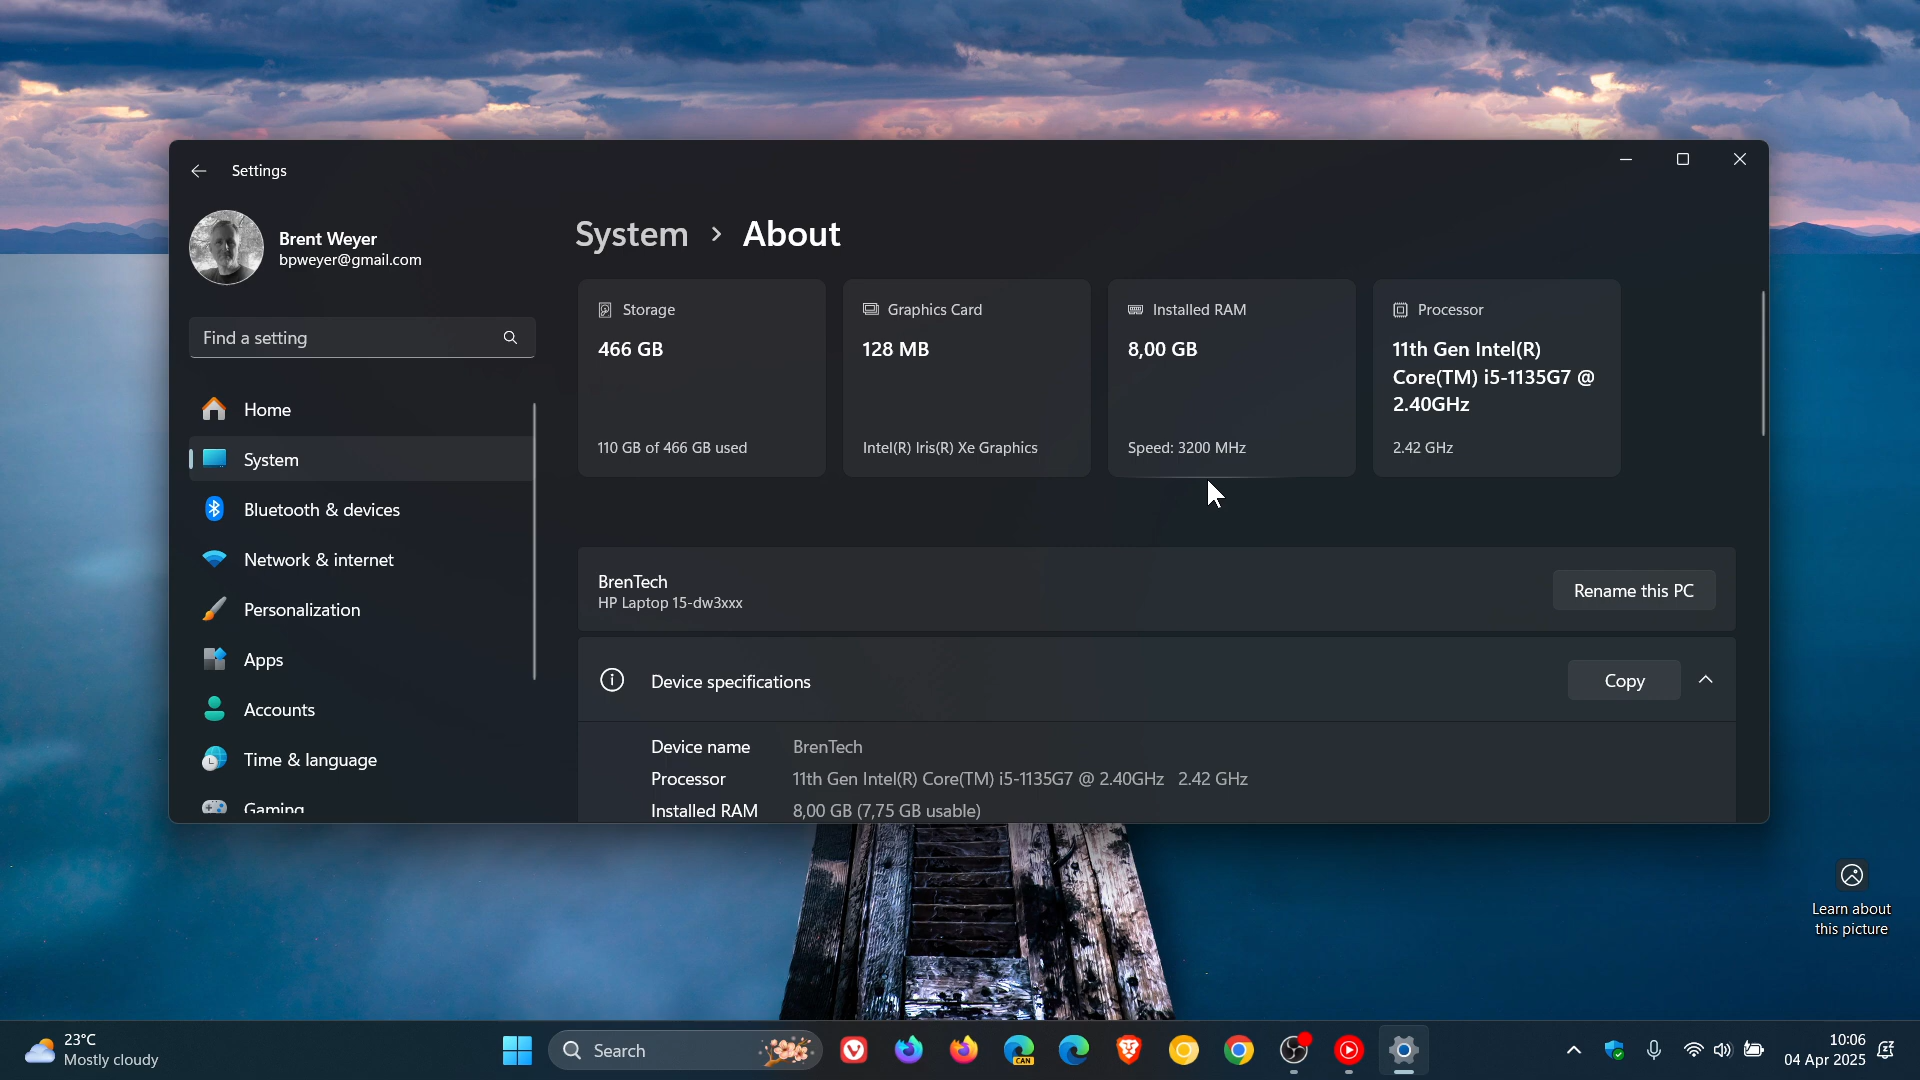 Settings
Brent Weyer
bpweyer@gmail.com
Find a setting
Home
System
Bluetooth & devices
Network & internet
Personalization
Apps
Accounts
Time & language
Gaming
System > About
Storage
466 GB
110 GB of 466 GB used
Graphics Card
128 MB
Intel(R) Iris(R) Xe Graphics
Installed RAM
8,00 GB
Speed: 3200 MHz
Processor
11th Gen Intel(R)
Core(TM) i5-1135G7 @
2.40GHz
2.42 GHz
BrenTech
HP Laptop 15-dw3xxx
Rename this PC
Device specifications
Copy
Device name BrenTech
Processor 11th Gen Intel(R) Core(TM) i5-1135G7 @ 2.40GHz 2.42 GHz
Installed RAM 8,00 GB (7,75 GB usable)
Learn about
this picture
23°C
Mostly cloudy
Search
CAN
10:06
04 Apr 2025